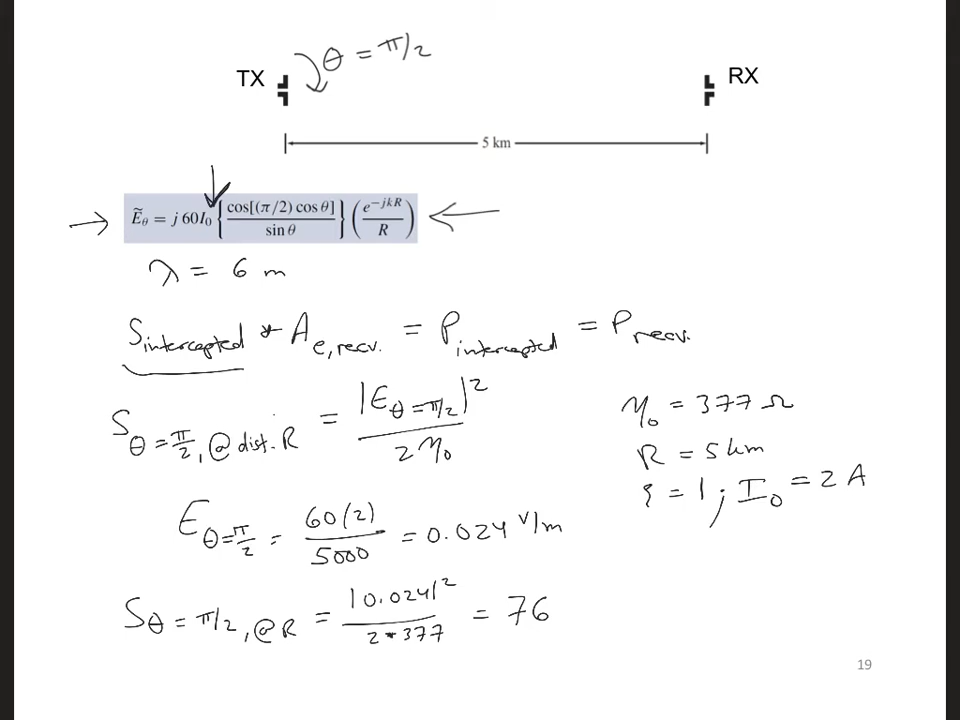 θ = π/2
TX RX
5 km
Ẽθ = j 60I₀ { cos[(π/2) cos θ] / sin θ } ( e^{-jkR} / R )
λ = 6 m
S_intercepted * A_e,recv. = P_intercepted = P_recv.
S_θ=π/2, @ dist. R = |E_θ=π/2|² / 2η₀
η₀ = 377 Ω
R = 5 km
ξ = 1 ; I₀ = 2 A
E_θ=π/2 = 60(2) / 5000 = 0.024 V/m
S_θ=π/2, @ R = |0.024|² / 2*377 = 76
19